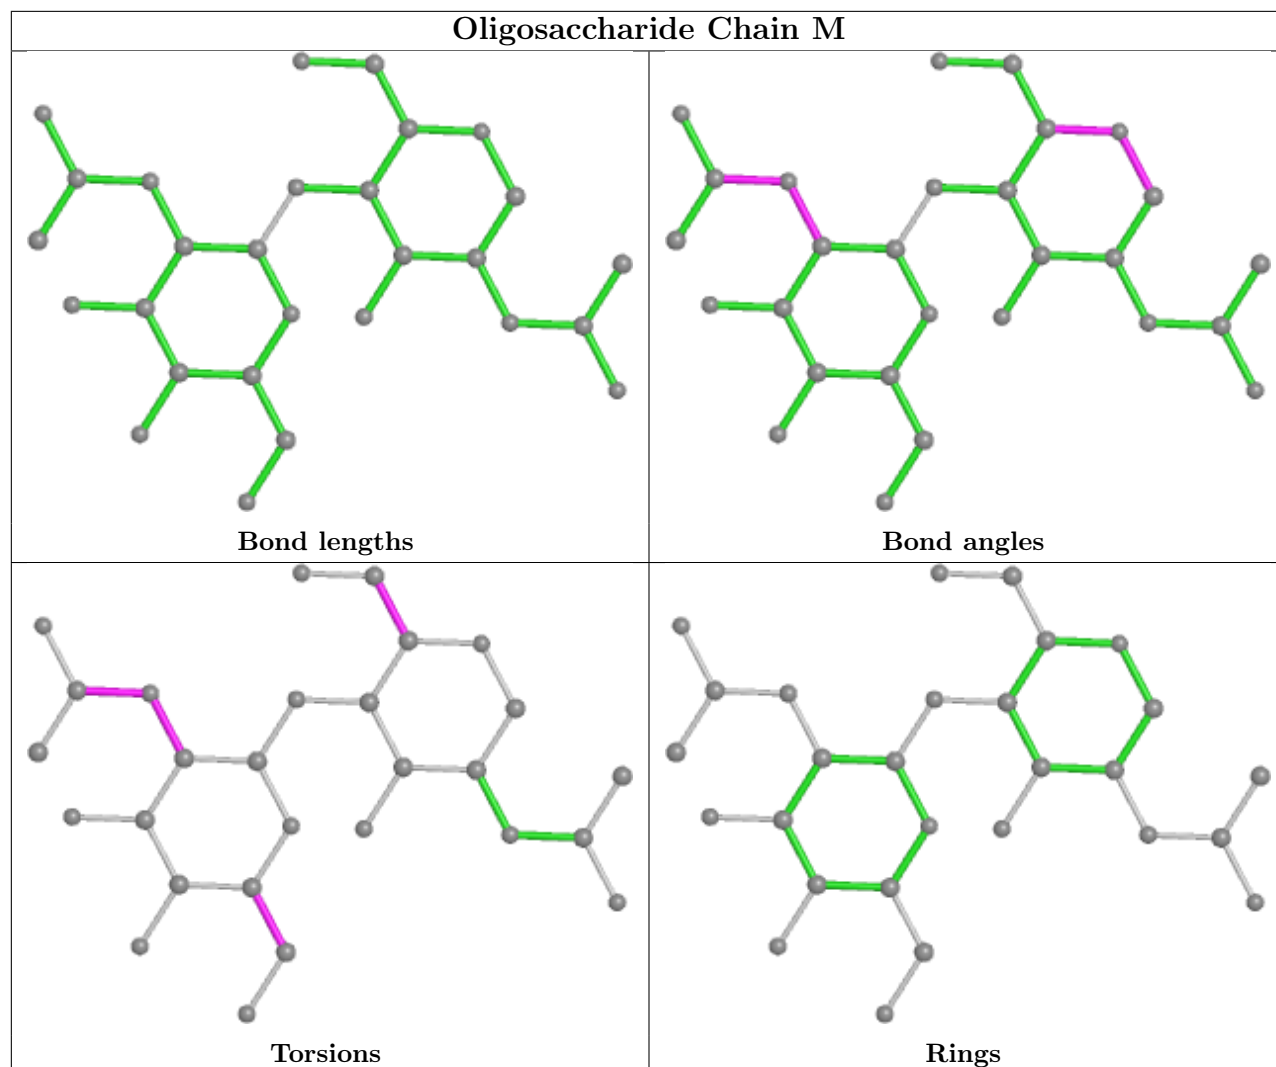 Oligosaccharide Chain M
Bond lengths
Bond angles
Torsions
Rings